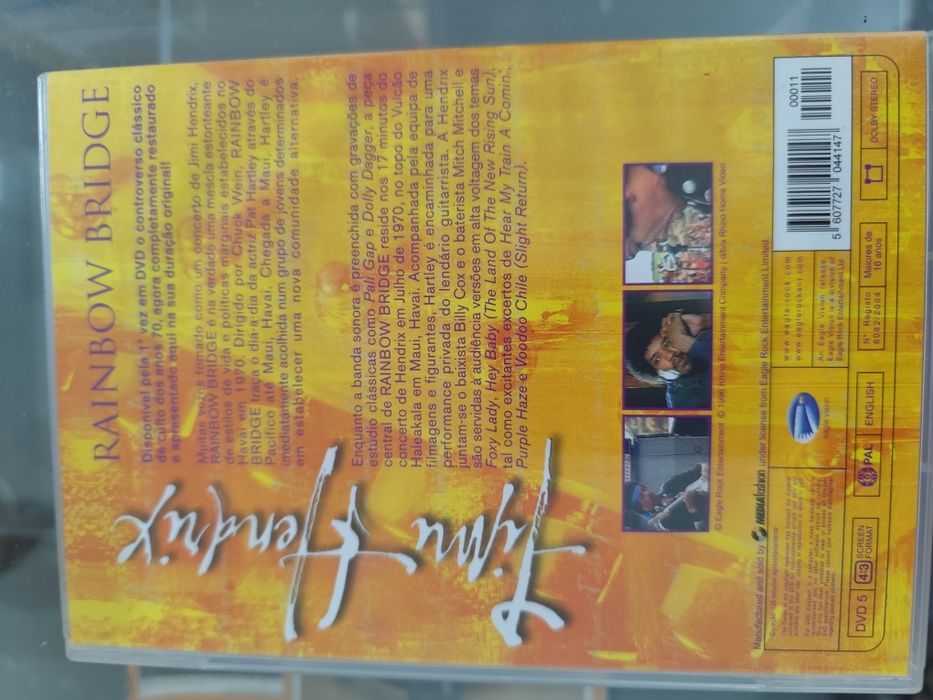 Jimi Hendrix
RAINBOW BRIDGE
Disponível pela 1ª vez em DVD o controverso clássico
de culto dos anos 70, agora completamente restaurado
e apresentado aqui na sua duração original!
Muitas vezes tomado como um concerto de Jimi Hendrix,
RAINBOW BRIDGE é na verdade uma mescla estonteante
de estilos de vida e políticas marginais estabelecidos no
Havai em 1970. Dirigido por Chuck Wein, RAINBOW
BRIDGE traça o dia-a-dia da actriz Pat Hartley através do
Pacífico até Maui, Havai. Chegada a Maui, Hartley é
imediatamente acolhida num grupo de jovens determinados
em estabelecer uma nova comunidade alternativa.
Enquanto a banda sonora é preenchida com gravações de
estúdio clássicas como Pali Gap e Dolly Dagger, a peça
central de RAINBOW BRIDGE reside nos 17 minutos do
concerto de Hendrix em Julho de 1970, no topo do Vulcão
Haleakala em Maui, Havai. Acompanhada pela equipa de
filmagens e figurantes, Hartley é encaminhada para uma
performance privada do lendário guitarrista. A Hendrix
juntam-se o baixista Billy Cox e o baterista Mitch Mitchell e
são servidas à audiência versões em alta voltagem dos temas
Foxy Lady, Hey Baby (The Land Of The New Rising Sun),
tal como excitantes excertos de Hear My Train A Comin',
Purple Haze e Voodoo Chile (Slight Return).
© Eagle Rock Entertainment © 1996 Rhino Entertainment Company | d/b/a Rhino Home Video
Manufactured and sold by MEDIAfashion under license from Eagle Rock Entertainment Limited.
eagle vision
www.eaglerock.com
www.eaglerockent.com
An Eagle Vision release.
Eagle Vision is a division of
Eagle Rock Entertainment Ltd
5 607727 044147
00011
DVD 5
4:3 SCREEN FORMAT
PAL
ENGLISH
Nº Registo
8082/2004
Maiores de
16 anos
DOLBY STEREO